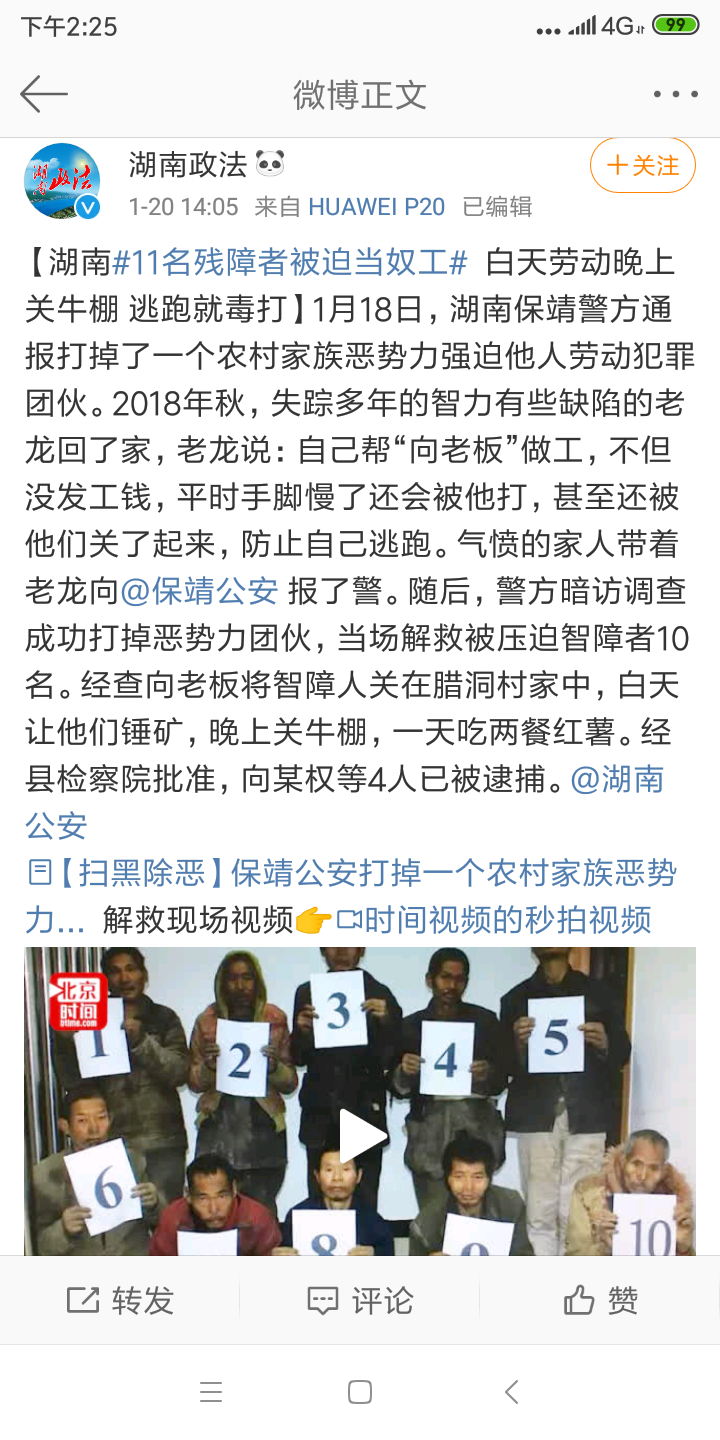 下午2:25
4G
99
微博正文
湖南政法
湖南政法
+关注
1-20 14:05 来自 HUAWEI P20 已编辑
【湖南#11名残障者被迫当奴工# 白天劳动晚上
关牛棚 逃跑就毒打】1月18日，湖南保靖警方通
报打掉了一个农村家族恶势力强迫他人劳动犯罪
团伙。2018年秋，失踪多年的智力有些缺陷的老
龙回了家，老龙说：自己帮“向老板”做工，不但
没发工钱，平时手脚慢了还会被他打，甚至还被
他们关了起来，防止自己逃跑。气愤的家人带着
老龙向@保靖公安 报了警。随后，警方暗访调查
成功打掉恶势力团伙，当场解救被压迫智障者10
名。经查向老板将智障人关在腊洞村家中，白天
让他们锤矿，晚上关牛棚，一天吃两餐红薯。经
县检察院批准，向某权等4人已被逮捕。@湖南
公安
【扫黑除恶】保靖公安打掉一个农村家族恶势
力... 解救现场视频👉时间视频的秒拍视频
北京
时间
btime.com
1
2
3
4
5
6
8
9
10
转发
评论
赞